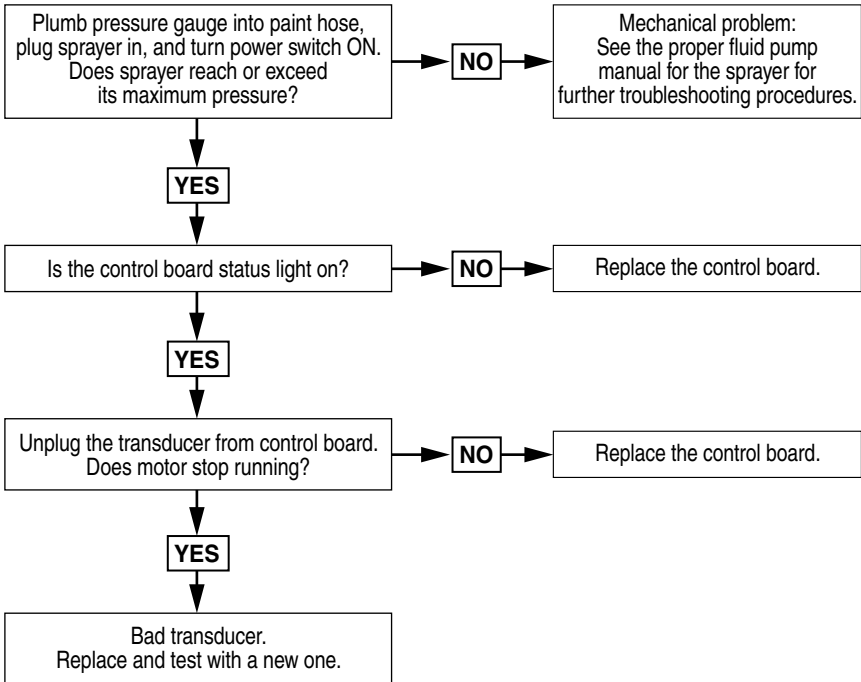 Plumb pressure gauge into paint hose,
plug sprayer in, and turn power switch ON.
Does sprayer reach or exceed
its maximum pressure?
NO
Mechanical problem:
See the proper fluid pump
manual for the sprayer for
further troubleshooting procedures.
YES
Is the control board status light on?
NO
Replace the control board.
YES
Unplug the transducer from control board.
Does motor stop running?
NO
Replace the control board.
YES
Bad transducer.
Replace and test with a new one.